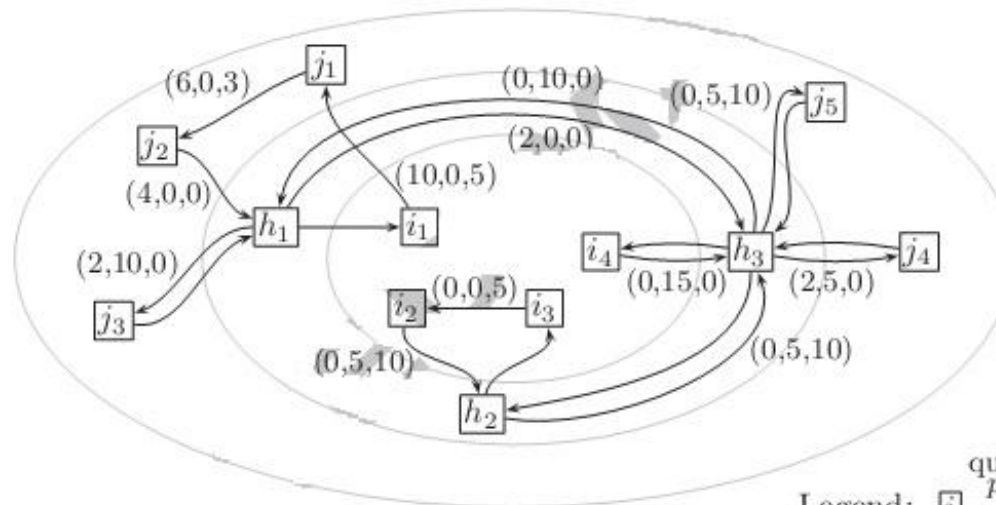 j1
(6,0,3)
(0,10,0)
(0,5,10)
j5
j2
(2,0,0)
(4,0,0)
(10,0,5)
h1
i1
(2,10,0)
i4
h3
j4
(0,15,0)
(2,5,0)
j3
i2
(0,0,5)
i3
(0,5,10)
(0,5,10)
h2